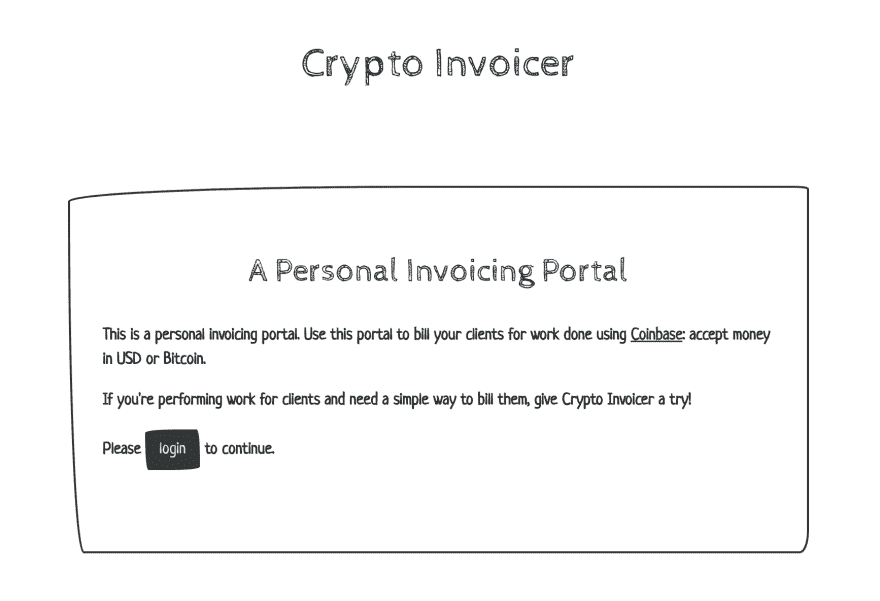 Crypto Invoicer
A Personal Invoicing Portal
This is a personal invoicing portal. Use this portal to bill your clients for work done using Coinbase: accept money
in USD or Bitcoin.
If you're performing work for clients and need a simple way to bill them, give Crypto Invoicer a try!
Please login to continue.